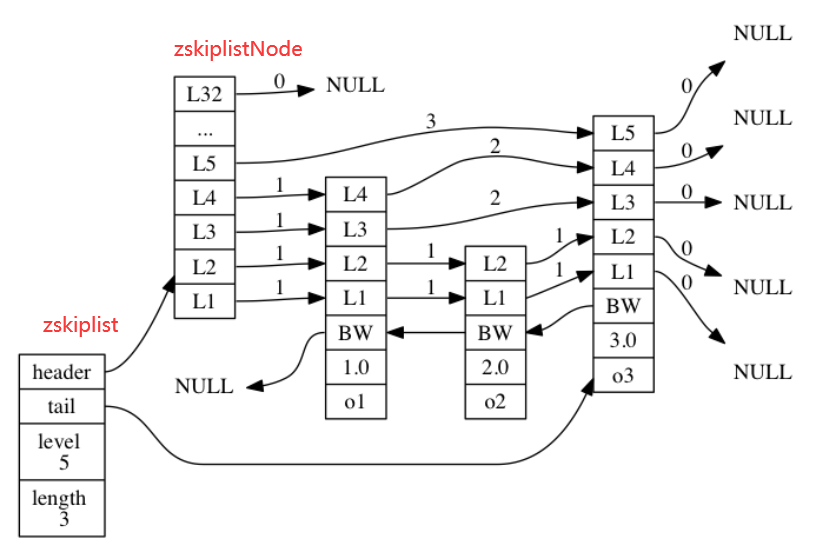 zskiplistNode
zskiplist
header
tail
level
5
length
3
L32
...
L5
L4
L3
L2
L1
0
NULL
3
1
1
1
1
L4
L3
L2
L1
BW
1.0
o1
NULL
2
2
1
1
L2
L1
BW
2.0
o2
1
1
L5
L4
L3
L2
L1
BW
3.0
o3
0
NULL
0
NULL
0
NULL
0
NULL
0
NULL